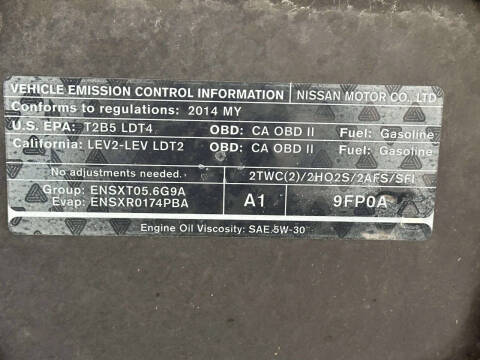 VEHICLE EMISSION CONTROL INFORMATION NISSAN MOTOR CO., LTD
Conforms to regulations: 2014 MY
U.S. EPA: T2B5 LDT4 OBD: CA OBD II Fuel: Gasoline
California: LEV2-LEV LDT2 OBD: CA OBD II Fuel: Gasoline
No adjustments needed. 2TWC(2)/2HO2S/2AFS/SFI
Group: ENSXT05.6G9A
Evap: ENSXR0174PBA A1 9FP0A
Engine Oil Viscosity: SAE 5W-30